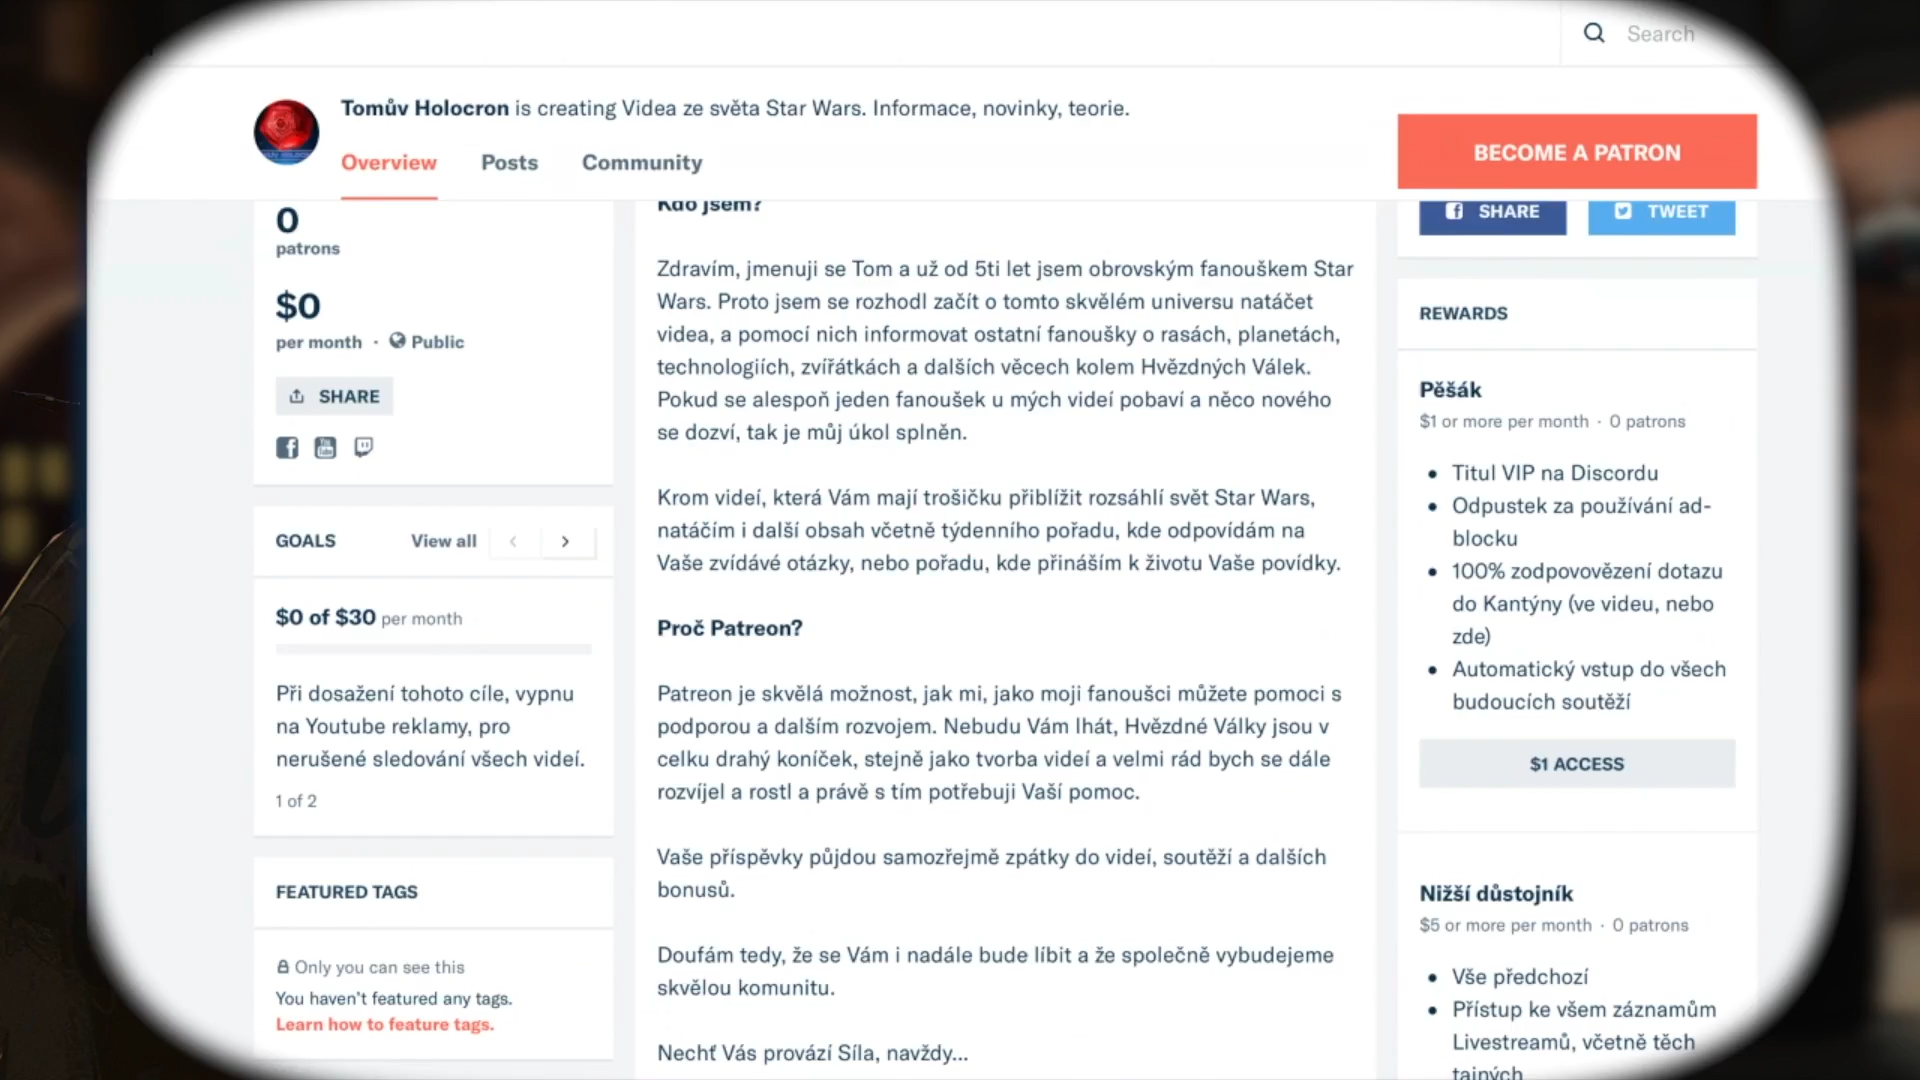 Search
Tomův Holocron is creating Videa ze světa Star Wars. Informace, novinky, teorie.
Overview
Posts
Community
BECOME A PATRON
0
patrons
$0
per month · Public
SHARE
GOALS
View all
$0 of $30 per month
Při dosažení tohoto cíle, vypnu
na Youtube reklamy, pro
nerušené sledování všech videí.
1 of 2
FEATURED TAGS
Only you can see this
You haven't featured any tags.
Learn how to feature tags.
Kdo jsem?
Zdravím, jmenuji se Tom a už od 5ti let jsem obrovským fanouškem Star
Wars. Proto jsem se rozhodl začít o tomto skvělém universu natáčet
videa, a pomocí nich informovat ostatní fanoušky o rasách, planetách,
technologiích, zvířátkách a dalších věcech kolem Hvězdných Válek.
Pokud se alespoň jeden fanoušek u mých videí pobaví a něco nového
se dozví, tak je můj úkol splněn.
Krom videí, která Vám mají trošičku přiblížit rozsáhlí svět Star Wars,
natáčím i další obsah včetně týdenního pořadu, kde odpovídám na
Vaše zvídávé otázky, nebo pořadu, kde přináším k životu Vaše povídky.
Proč Patreon?
Patreon je skvělá možnost, jak mi, jako moji fanoušci můžete pomoci s
podporou a dalším rozvojem. Nebudu Vám lhát, Hvězdné Války jsou v
celku drahý koníček, stejně jako tvorba videí a velmi rád bych se dále
rozvíjel a rostl a právě s tím potřebuji Vaší pomoc.
Vaše příspěvky půjdou samozřejmě zpátky do videí, soutěží a dalších
bonusů.
Doufám tedy, že se Vám i nadále bude líbit a že společně vybudejeme
skvělou komunitu.
Nechť Vás provází Síla, navždy...
SHARE
TWEET
REWARDS
Pěšák
$1 or more per month · 0 patrons
• Titul VIP na Discordu
• Odpustek za používání ad-
blocku
• 100% zodpovovězení dotazu
do Kantýny (ve videu, nebo
zde)
• Automatický vstup do všech
budoucích soutěží
$1 ACCESS
Nižší důstojník
$5 or more per month · 0 patrons
• Vše předchozí
• Přístup ke všem záznamům
Livestreamů, včetně těch
tajných